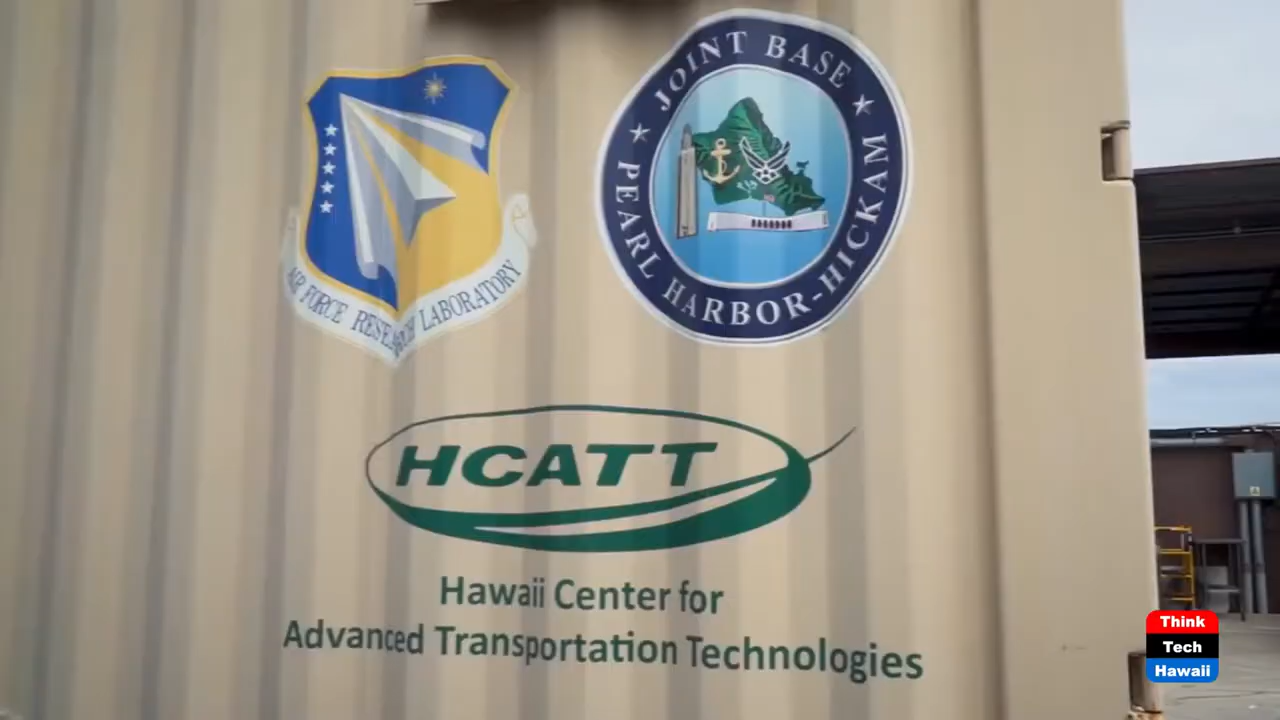 AIR FORCE RESEARCH LABORATORY
JOINT BASE
PEARL HARBOR-HICKAM
HCATT
Hawaii Center for
Advanced Transportation Technologies
Think
Tech
Hawaii